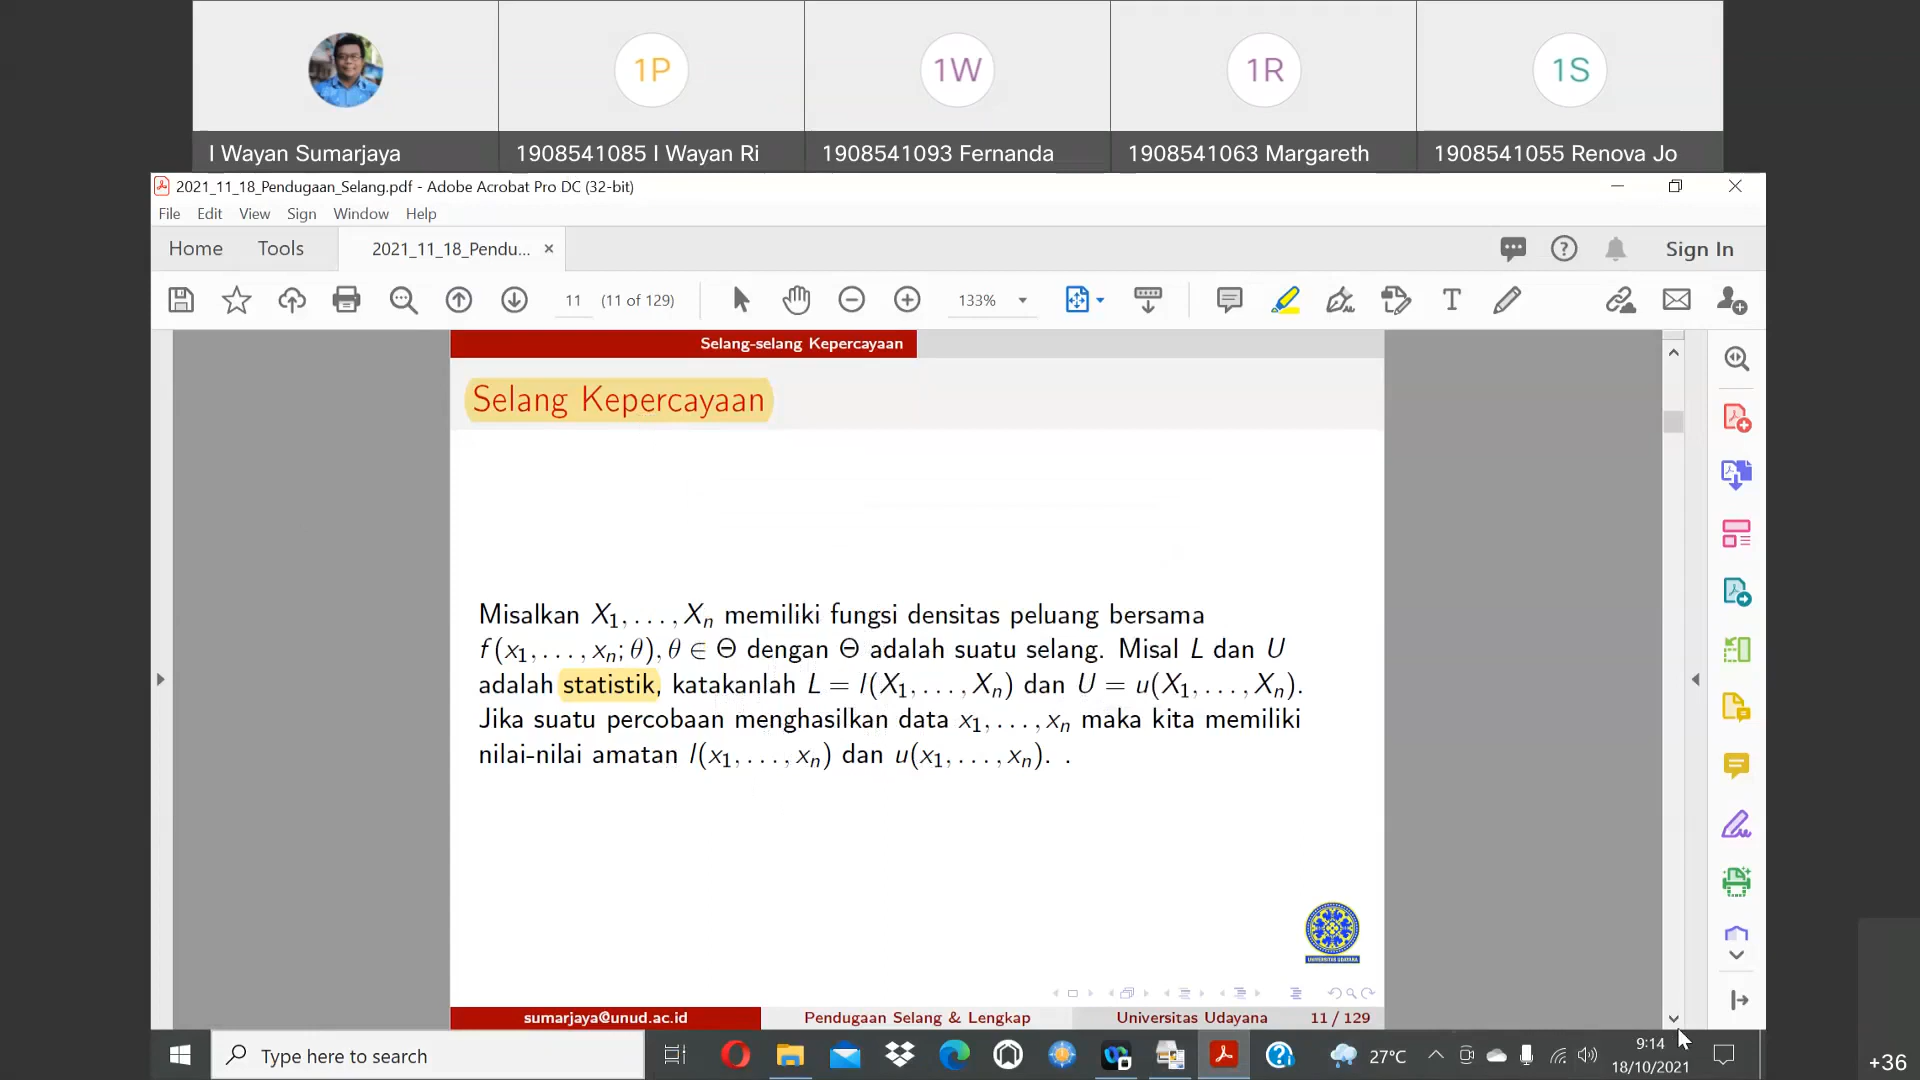 1P
1W
1R
1S
I Wayan Sumarjaya
1908541085 I Wayan Ri
1908541093 Fernanda
1908541063 Margareth
1908541055 Renova Jo
2021_11_18_Pendugaan_Selang.pdf - Adobe Acrobat Pro DC (32-bit)
File Edit View Sign Window Help
Home Tools 2021_11_18_Pendu... × Sign In
11 (11 of 129) 133%
Selang-selang Kepercayaan
Selang Kepercayaan
Misalkan X₁, . . . , Xₙ memiliki fungsi densitas peluang bersama
f(x₁, . . . , xₙ; θ), θ ∈ Θ dengan Θ adalah suatu selang. Misal L dan U
adalah statistik, katakanlah L = l(X₁, . . . , Xₙ) dan U = u(X₁, . . . , Xₙ).
Jika suatu percobaan menghasilkan data x₁, . . . , xₙ maka kita memiliki
nilai-nilai amatan l(x₁, . . . , xₙ) dan u(x₁, . . . , xₙ). .
UNIVERSITAS UDAYANA
sumarjaya@unud.ac.id Pendugaan Selang & Lengkap Universitas Udayana 11 / 129
Type here to search
27°C
9:14
18/10/2021
+36